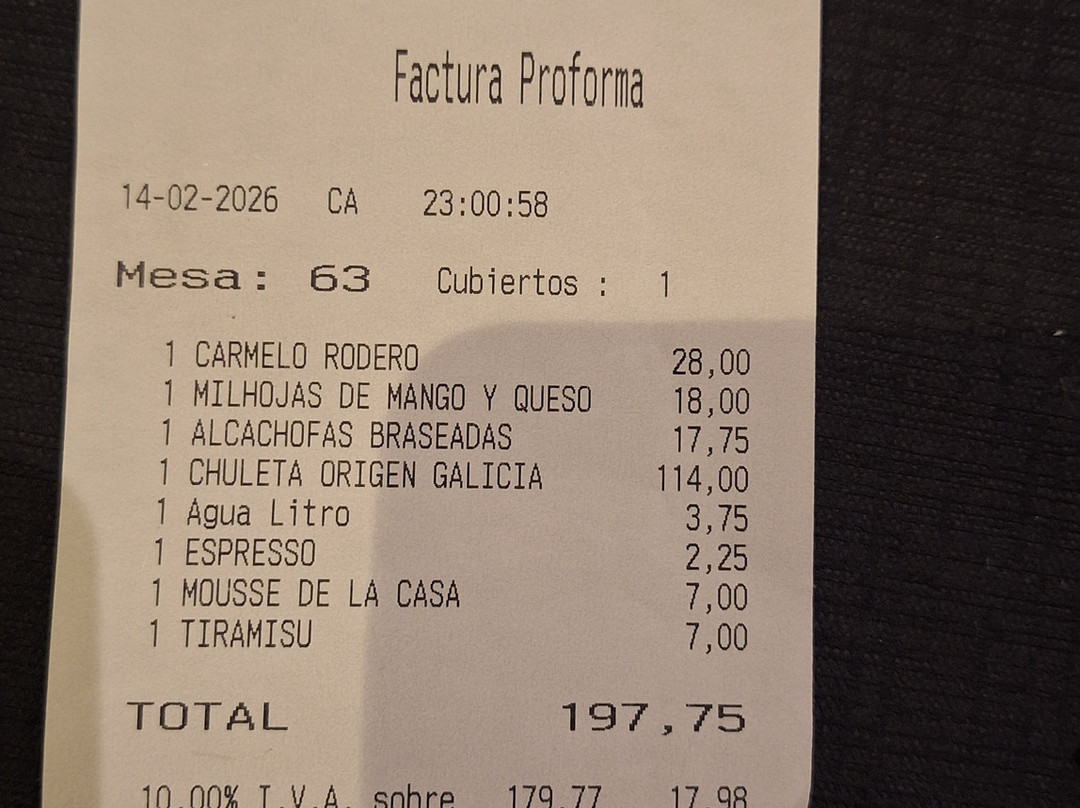 Factura Proforma
14-02-2026 CA 23:00:58
Mesa: 63 Cubiertos : 1
1 CARMELO RODERO 28,00
1 MILHOJAS DE MANGO Y QUESO 18,00
1 ALCACHOFAS BRASEADAS 17,75
1 CHULETA ORIGEN GALICIA 114,00
1 Agua Litro 3,75
1 ESPRESSO 2,25
1 MOUSSE DE LA CASA 7,00
1 TIRAMISU 7,00
TOTAL 197,75
10.00% I.V.A. sobre 179.77 17.98